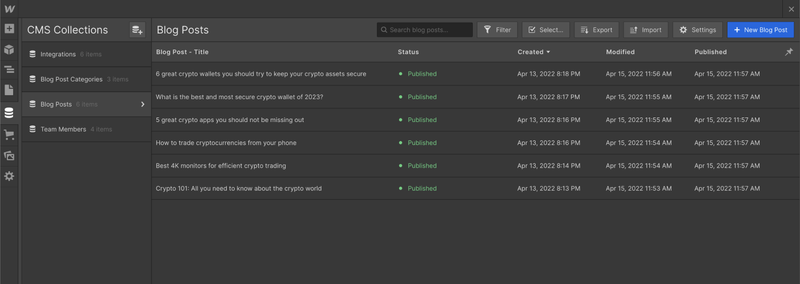 CMS Collections
Integrations 6 items
Blog Post Categories 3 items
Blog Posts 6 items
Team Members 4 items
Blog Posts
Search blog posts...
Filter
Select...
Export
Import
Settings
+ New Blog Post
Blog Post - Title Status Created Modified Published
6 great crypto wallets you should try to keep your crypto assets secure Published Apr 13, 2022 8:18 PM Apr 15, 2022 11:56 AM Apr 15, 2022 11:57 AM
What is the best and most secure crypto wallet of 2023? Published Apr 13, 2022 8:17 PM Apr 15, 2022 11:55 AM Apr 15, 2022 11:57 AM
5 great crypto apps you should not be missing out Published Apr 13, 2022 8:16 PM Apr 15, 2022 11:55 AM Apr 15, 2022 11:57 AM
How to trade cryptocurrencies from your phone Published Apr 13, 2022 8:16 PM Apr 15, 2022 11:54 AM Apr 15, 2022 11:57 AM
Best 4K monitors for efficient crypto trading Published Apr 13, 2022 8:14 PM Apr 15, 2022 11:54 AM Apr 15, 2022 11:57 AM
Crypto 101: All you need to know about the crypto world Published Apr 13, 2022 8:13 PM Apr 15, 2022 11:53 AM Apr 15, 2022 11:57 AM